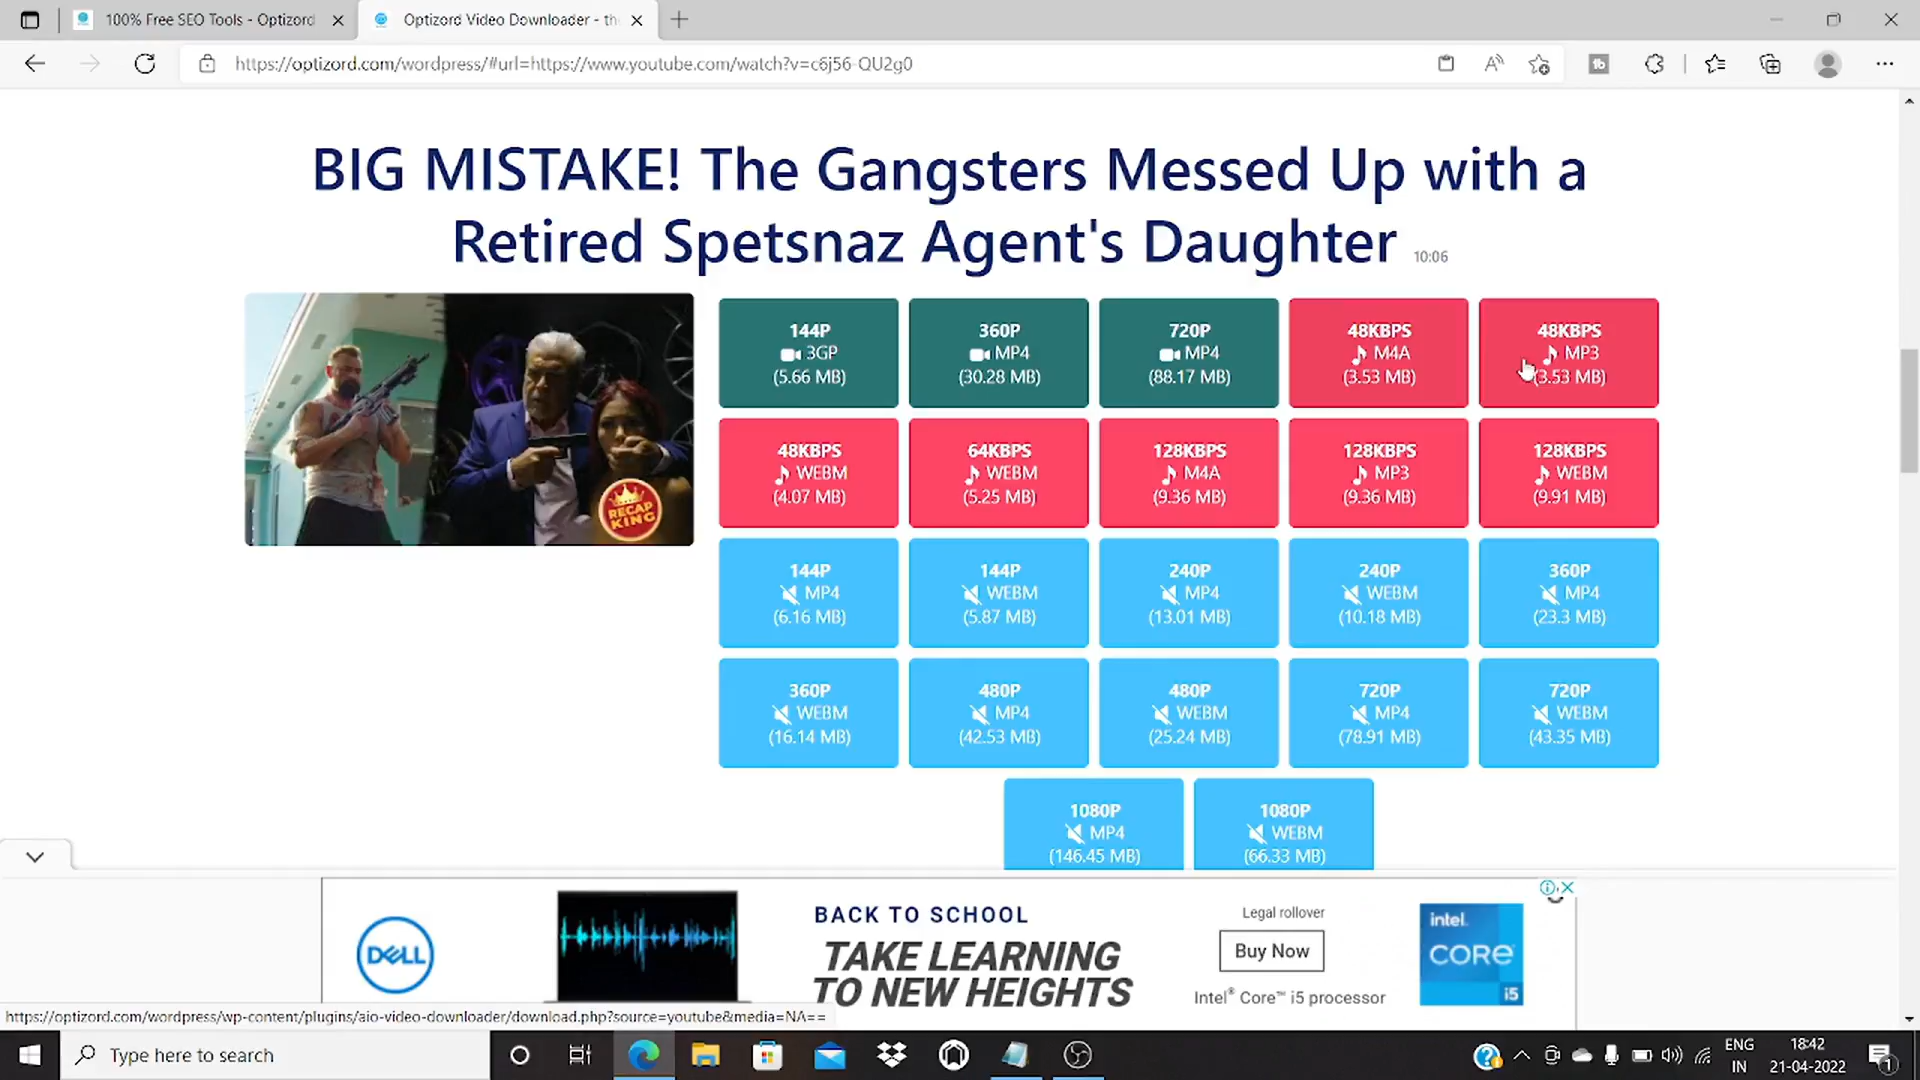 100% Free SEO Tools - Optizord
Optizord Video Downloader - th
https://optizord.com/wordpress/#url=https://www.youtube.com/watch?v=c6j56-QU2g0
BIG MISTAKE! The Gangsters Messed Up with a
Retired Spetsnaz Agent's Daughter 10:06
144P
3GP
(5.66 MB)
360P
MP4
(30.28 MB)
720P
MP4
(88.17 MB)
48KBPS
M4A
(3.53 MB)
48KBPS
MP3
(3.53 MB)
48KBPS
WEBM
(4.07 MB)
64KBPS
WEBM
(5.25 MB)
128KBPS
M4A
(9.36 MB)
128KBPS
MP3
(9.36 MB)
128KBPS
WEBM
(9.91 MB)
RECAP
KING
144P
MP4
(6.16 MB)
144P
WEBM
(5.87 MB)
240P
MP4
(13.01 MB)
240P
WEBM
(10.18 MB)
360P
MP4
(23.3 MB)
360P
WEBM
(16.14 MB)
480P
MP4
(42.53 MB)
480P
WEBM
(25.24 MB)
720P
MP4
(78.91 MB)
720P
WEBM
(43.35 MB)
1080P
MP4
(146.45 MB)
1080P
WEBM
(66.33 MB)
DELL
BACK TO SCHOOL
TAKE LEARNING
TO NEW HEIGHTS
Legal rollover
Buy Now
Intel® Core™ i5 processor
intel.
CORE
i5
https://optizord.com/wordpress/wp-content/plugins/aio-video-downloader/download.php?source=youtube&media=NA==
Type here to search
ENG
IN
18:42
21-04-2022
1